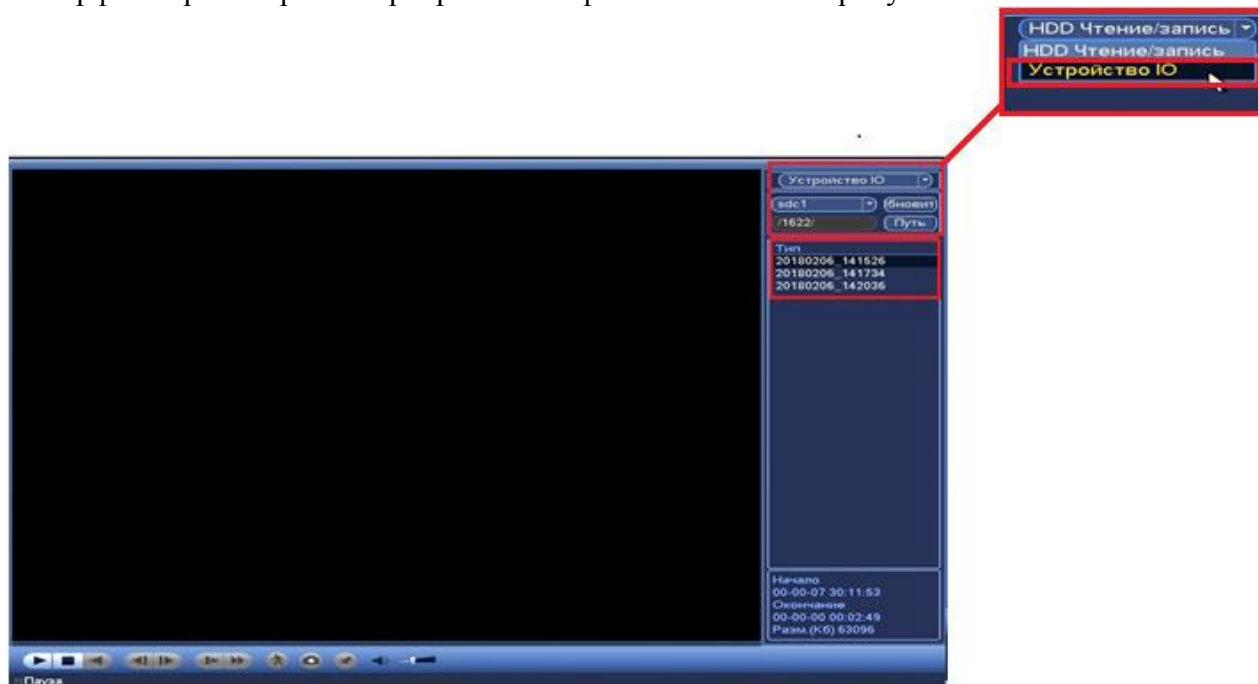 HDD Чтение/запись
HDD Чтение/запись
Устройство IO
Устройство IO
sdc1
бновит
/1622/
Путь
Тип
20180206_141526
20180206_141734
20180206_142036
Начало
00-00-07 30:11:53
Окончание
00-00-00 00:02:49
Разм.(Кб) 63096
Пауза